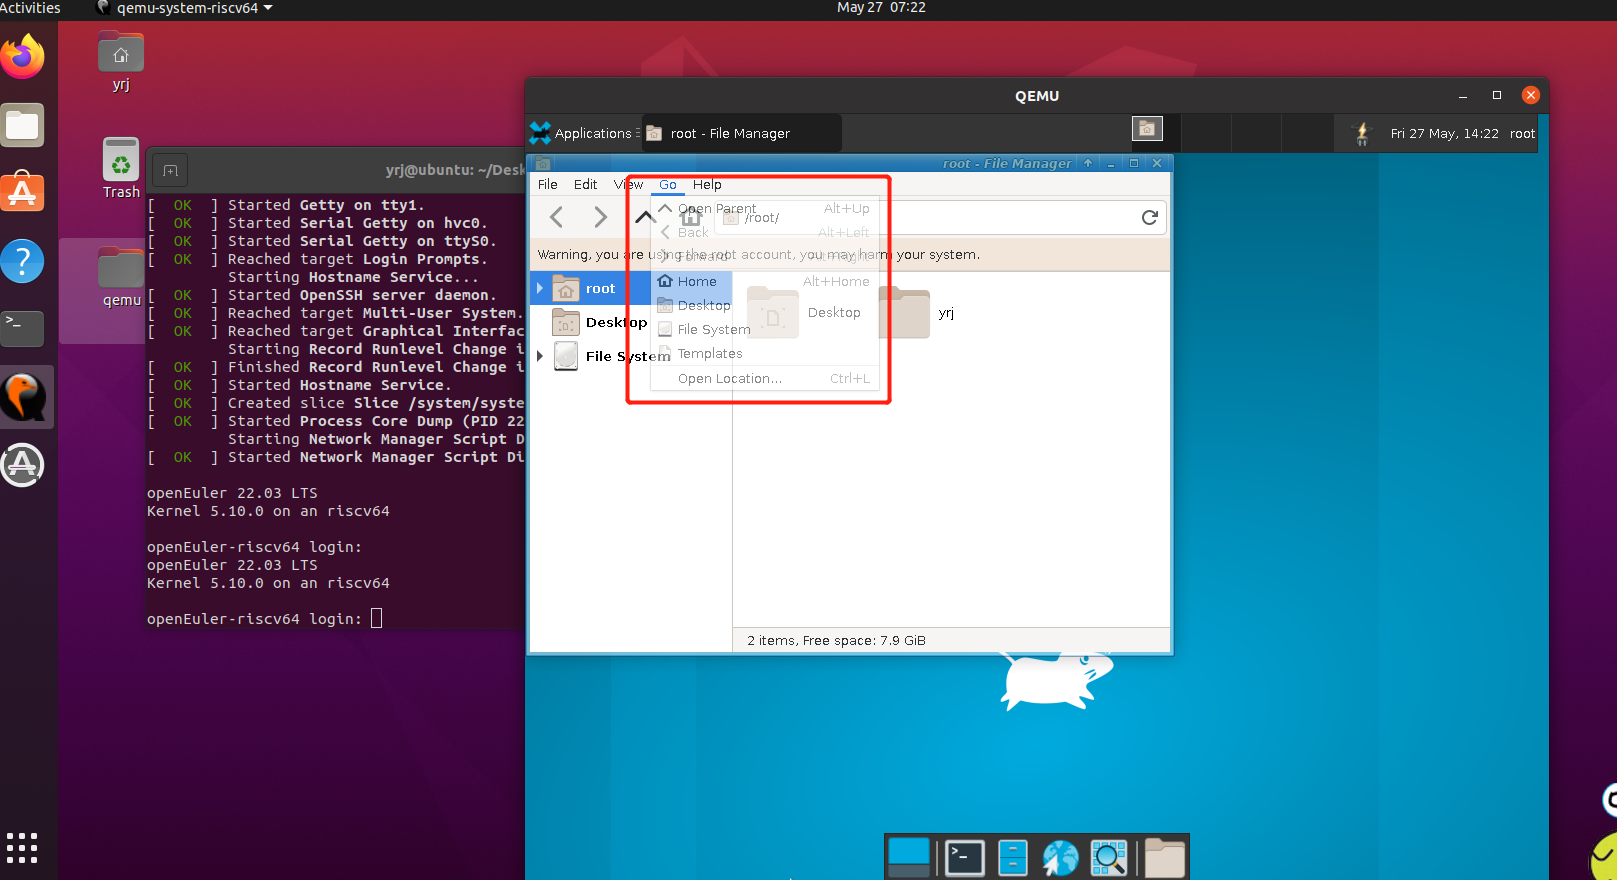 Activities
qemu-system-riscv64
May 27 07:22
yrj
Trash
qemu
yrj@ubuntu: ~/Desk
[ OK ] Started Getty on tty1.
[ OK ] Started Serial Getty on hvc0.
[ OK ] Started Serial Getty on ttyS0.
[ OK ] Reached target Login Prompts.
Starting Hostname Service...
[ OK ] Started OpenSSH server daemon.
[ OK ] Reached target Multi-User System.
[ OK ] Reached target Graphical Interfac
Starting Record Runlevel Change i
[ OK ] Finished Record Runlevel Change i
[ OK ] Started Hostname Service.
[ OK ] Created slice Slice /system/syste
[ OK ] Started Process Core Dump (PID 22
Starting Network Manager Script D
[ OK ] Started Network Manager Script Di
openEuler 22.03 LTS
Kernel 5.10.0 on an riscv64
openEuler-riscv64 login:
openEuler 22.03 LTS
Kernel 5.10.0 on an riscv64
openEuler-riscv64 login:
QEMU
Applications
root - File Manager
Fri 27 May, 14:22 root
root - File Manager
File Edit View Go Help
/root/
Warning, you are using the root account, you may harm your system.
root
Desktop
File System
Open Parent Alt+Up
Back Alt+Left
Forward Alt+Right
Home Alt+Home
Desktop
File System
Templates
Open Location... Ctrl+L
Desktop
yrj
2 items, Free space: 7.9 GiB